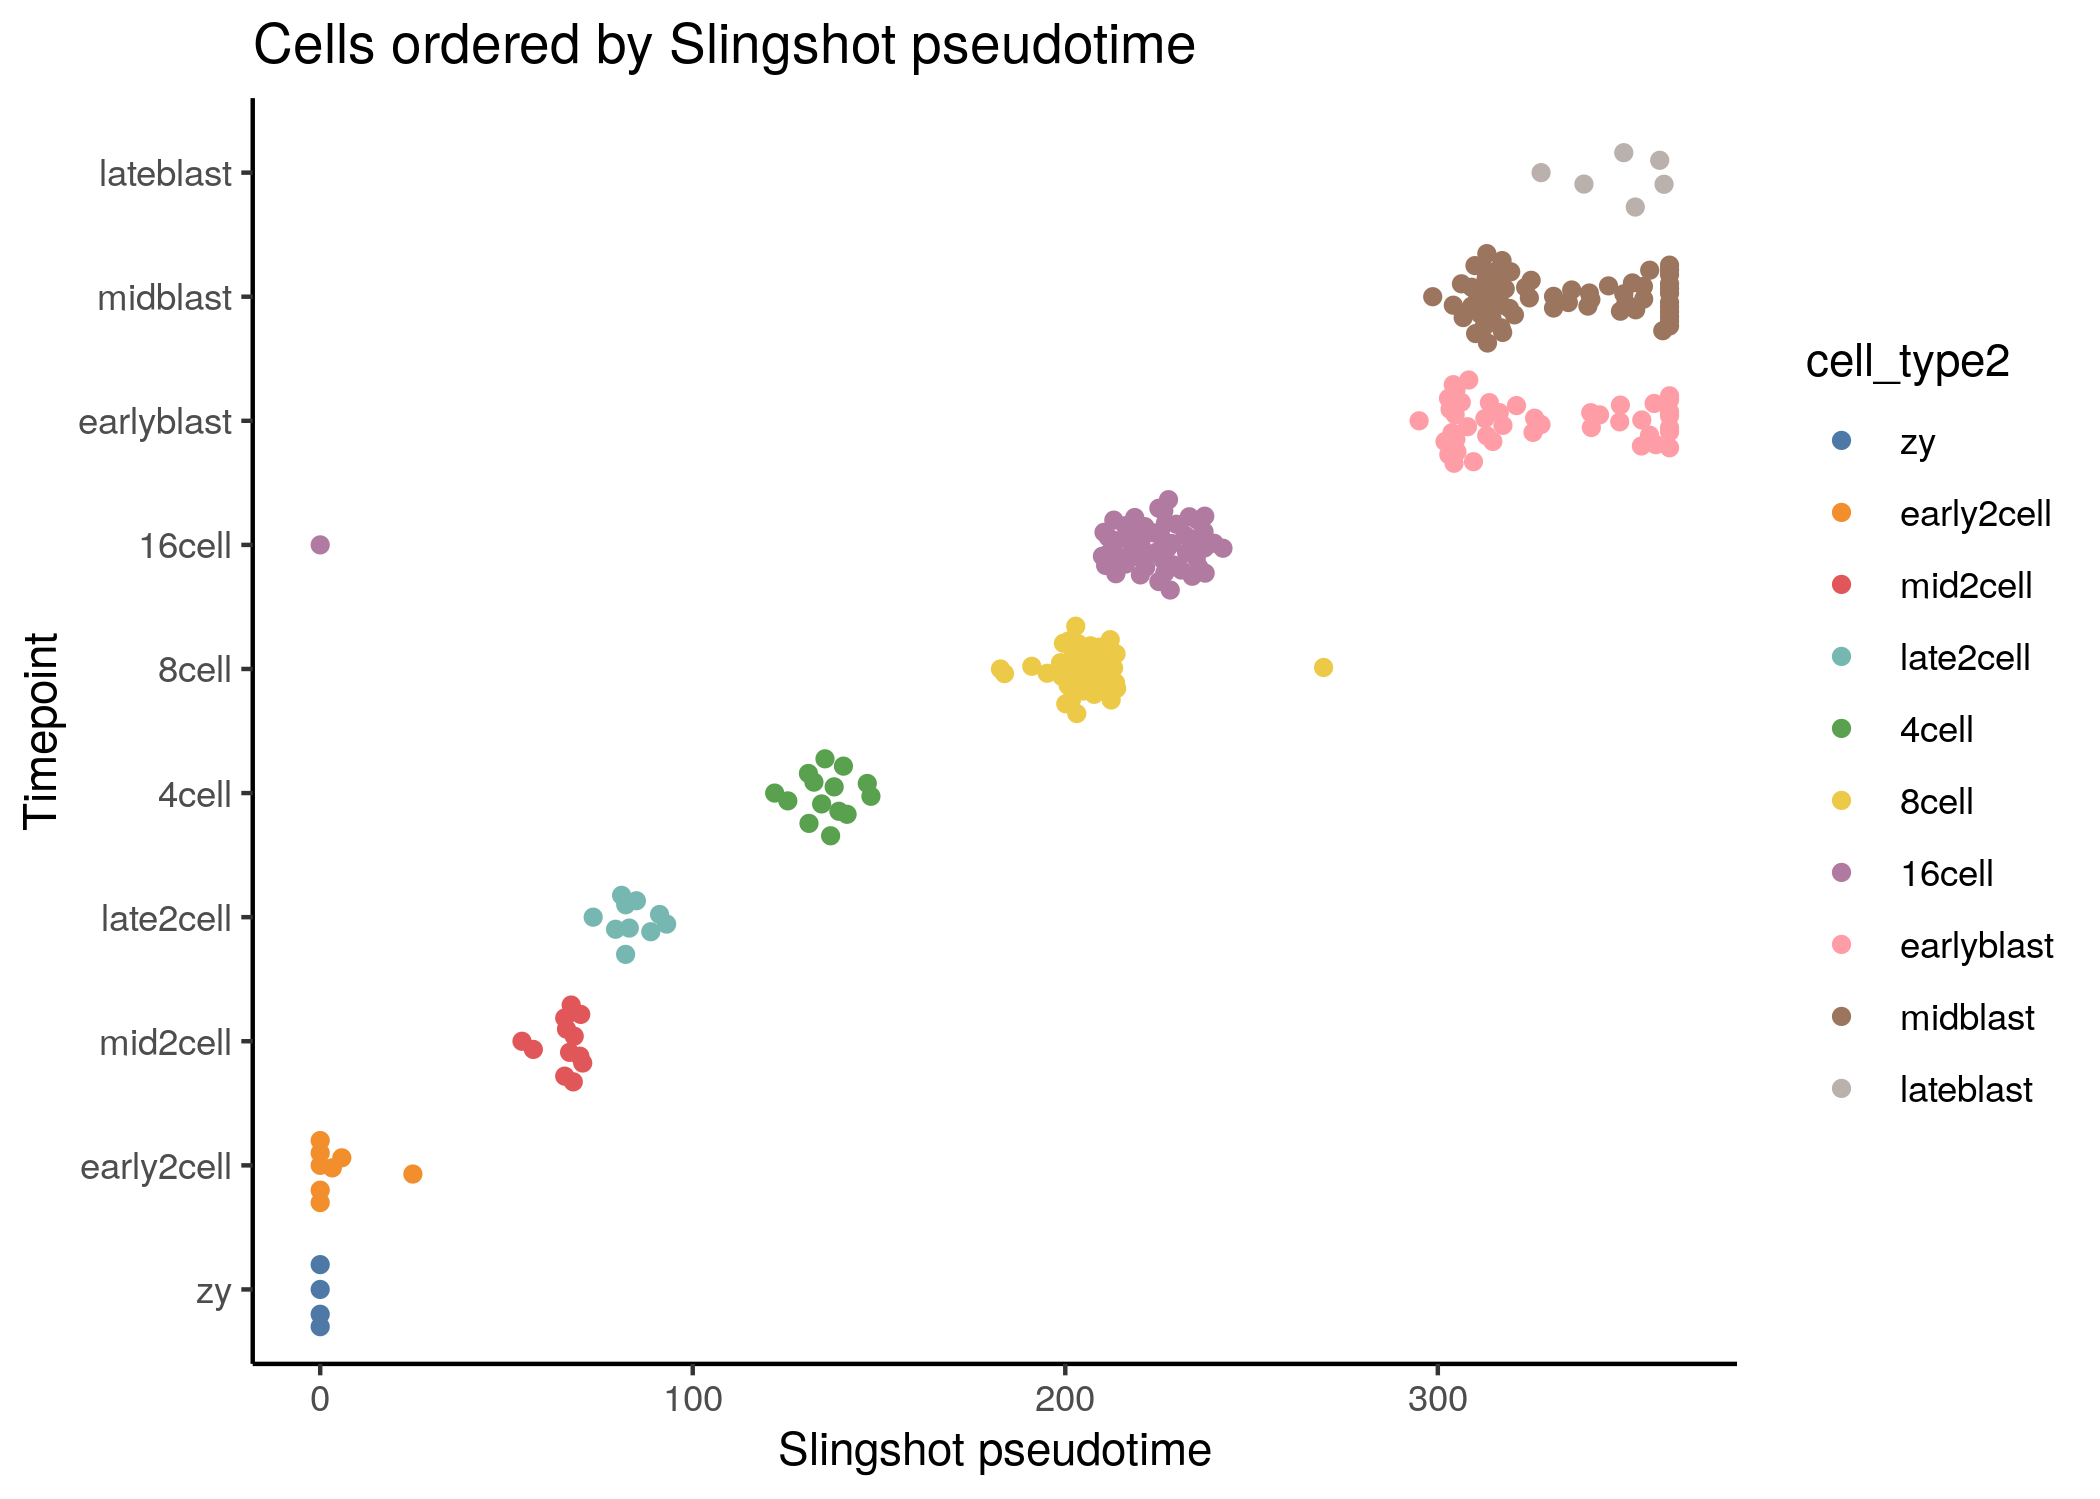 Cells ordered by Slingshot pseudotime
Timepoint
lateblast
midblast
earlyblast
16cell
8cell
4cell
late2cell
mid2cell
early2cell
zy
0 100 200 300
Slingshot pseudotime
cell_type2
zy
early2cell
mid2cell
late2cell
4cell
8cell
16cell
earlyblast
midblast
lateblast